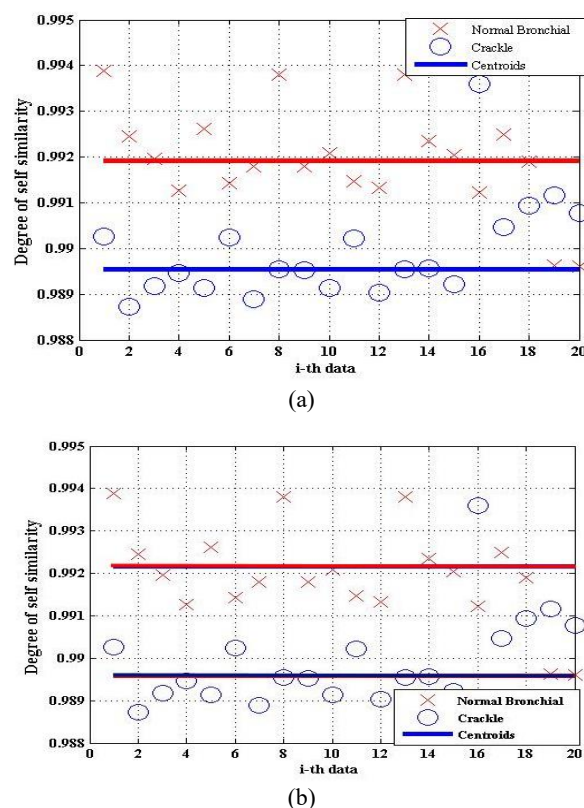 0.995
0.994
0.993
0.992
0.991
0.99
0.989
0.988
Degree of self similarity
Normal Bronchial
Crackle
Centroids
0 2 4 6 8 10 12 14 16 18 20
i-th data
(a)
0.995
0.994
0.993
0.992
0.991
0.99
0.989
0.988
Degree of self similarity
Normal Bronchial
Crackle
Centroids
0 2 4 6 8 10 12 14 16 18 20
i-th data
(b)